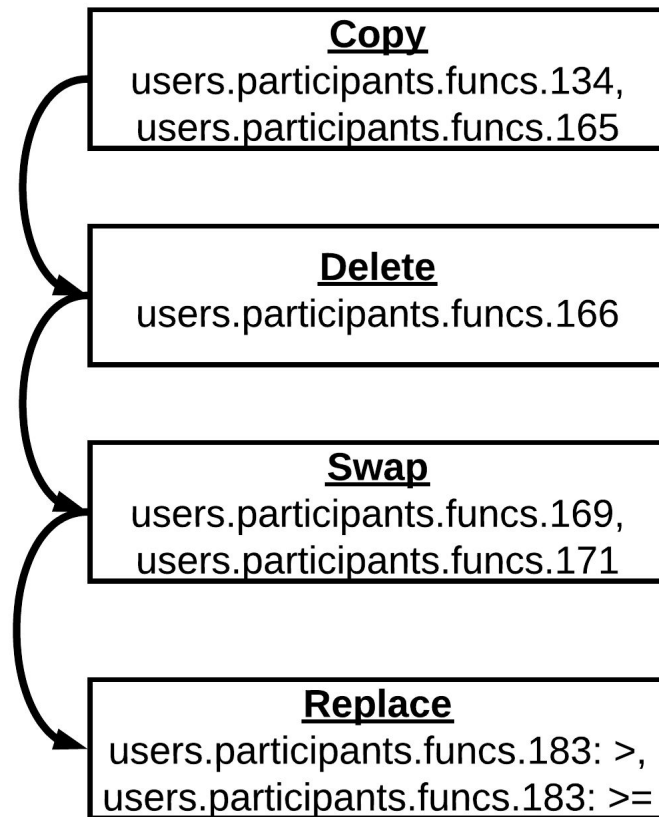 Copy
users.participants.funcs.134,
users.participants.funcs.165
Delete
users.participants.funcs.166
Swap
users.participants.funcs.169,
users.participants.funcs.171
Replace
users.participants.funcs.183: >,
users.participants.funcs.183: >=